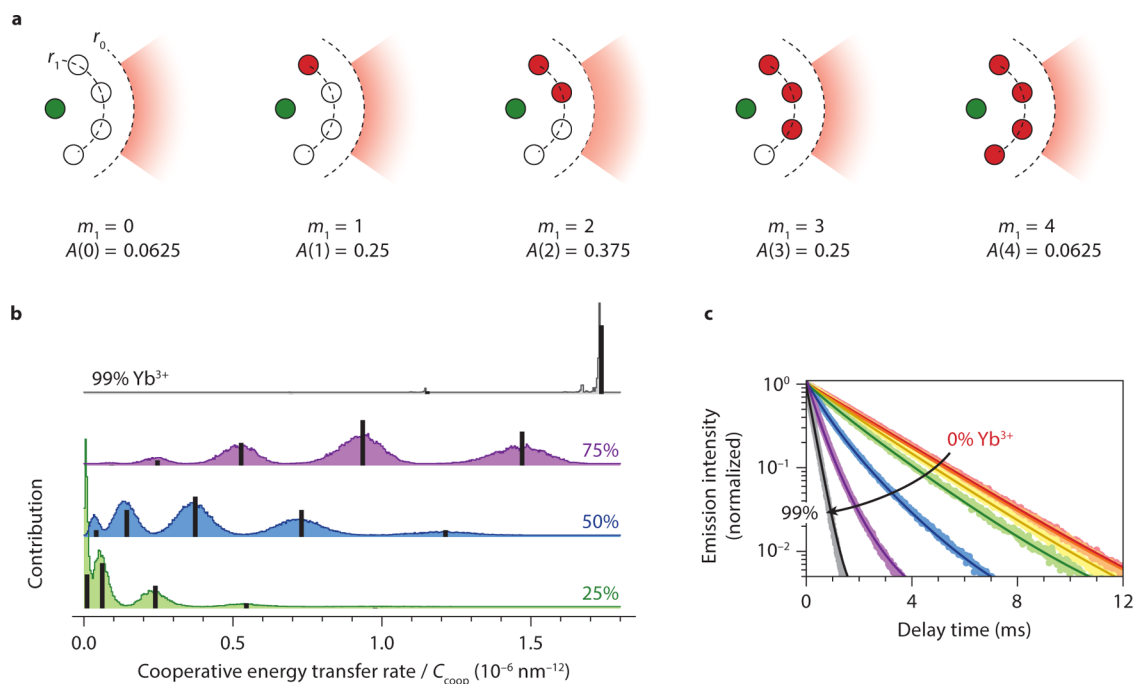 a
r₀
r₁
m₁ = 0
A(0) = 0.0625
m₁ = 1
A(1) = 0.25
m₁ = 2
A(2) = 0.375
m₁ = 3
A(3) = 0.25
m₁ = 4
A(4) = 0.0625
b
99% Yb³⁺
75%
50%
25%
Contribution
0.0 0.5 1.0 1.5
Cooperative energy transfer rate / C_coop (10⁻⁶ nm⁻¹²)
c
10⁰
10⁻¹
10⁻²
0% Yb³⁺
99%
Emission intensity
(normalized)
0 4 8 12
Delay time (ms)